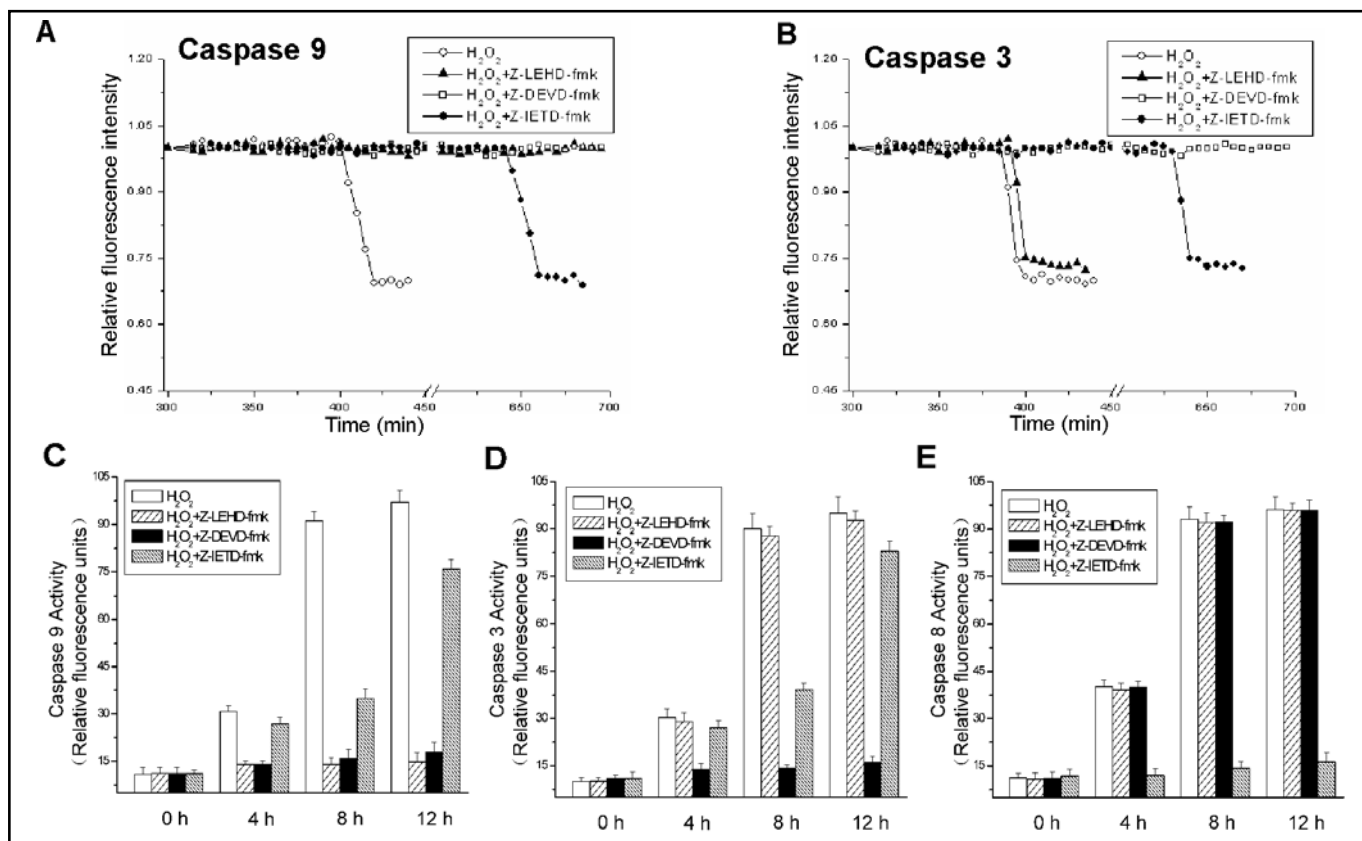 A
Caspase 9
H₂O₂
H₂O₂+Z-LEHD-fmk
H₂O₂+Z-DEVD-fmk
H₂O₂+Z-IETD-fmk
Relative fluorescence intensity
1.20
1.05
0.90
0.75
0.60
0.45
300
350
400
450
650
700
Time (min)
B
Caspase 3
H₂O₂
H₂O₂+Z-LEHD-fmk
H₂O₂+Z-DEVD-fmk
H₂O₂+Z-IETD-fmk
Relative fluorescence intensity
1.20
1.05
0.90
0.75
0.60
0.45
300
350
400
450
650
700
Time (min)
C
H₂O₂
H₂O₂+Z-LEHD-fmk
H₂O₂+Z-DEVD-fmk
H₂O₂+Z-IETD-fmk
Caspase 9 Activity
(Relative fluorescence units)
105
90
75
60
45
30
15
0 h
4 h
8 h
12 h
D
H₂O₂
H₂O₂+Z-LEHD-fmk
H₂O₂+Z-DEVD-fmk
H₂O₂+Z-IETD-fmk
Caspase 3 Activity
(Relative fluorescence units)
105
90
75
60
45
30
15
0 h
4 h
8 h
12 h
E
H₂O₂
H₂O₂+Z-LEHD-fmk
H₂O₂+Z-DEVD-fmk
H₂O₂+Z-IETD-fmk
Caspase 8 Activity
(Relative fluorescence units)
105
90
75
60
45
30
15
0 h
4 h
8 h
12 h